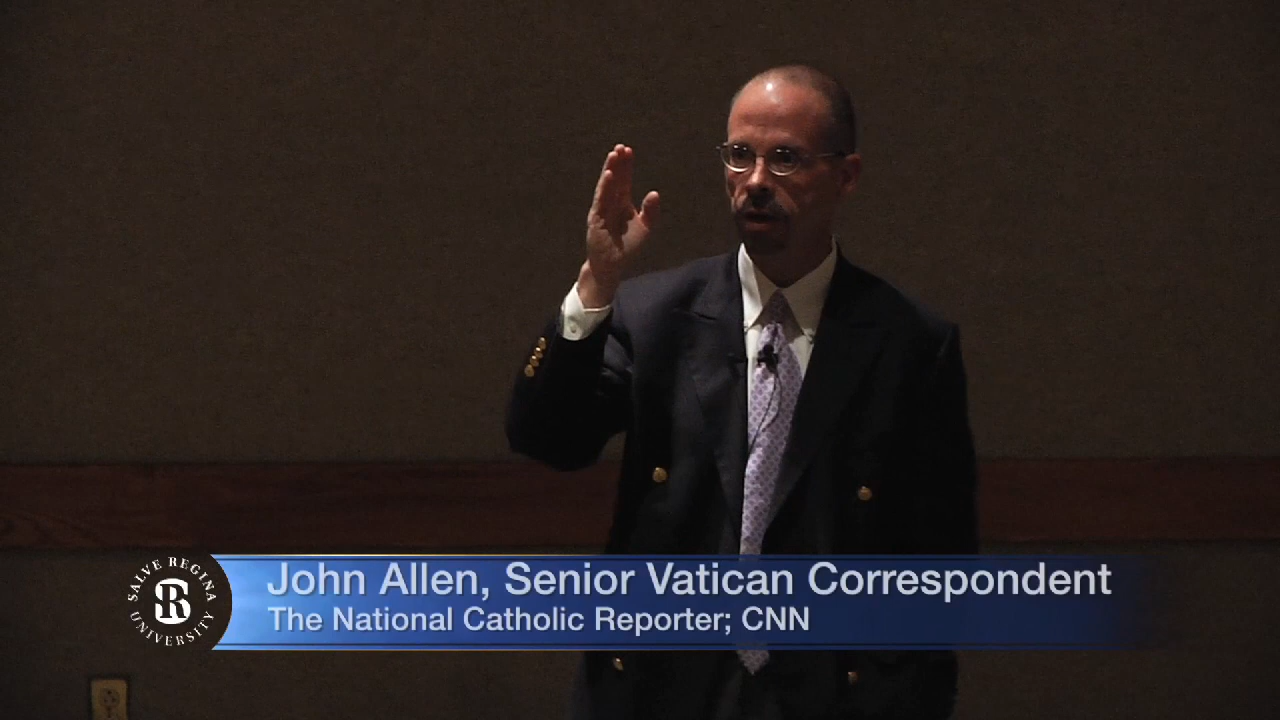 John Allen, Senior Vatican Correspondent
The National Catholic Reporter; CNN
SALVE REGINA
UNIVERSITY